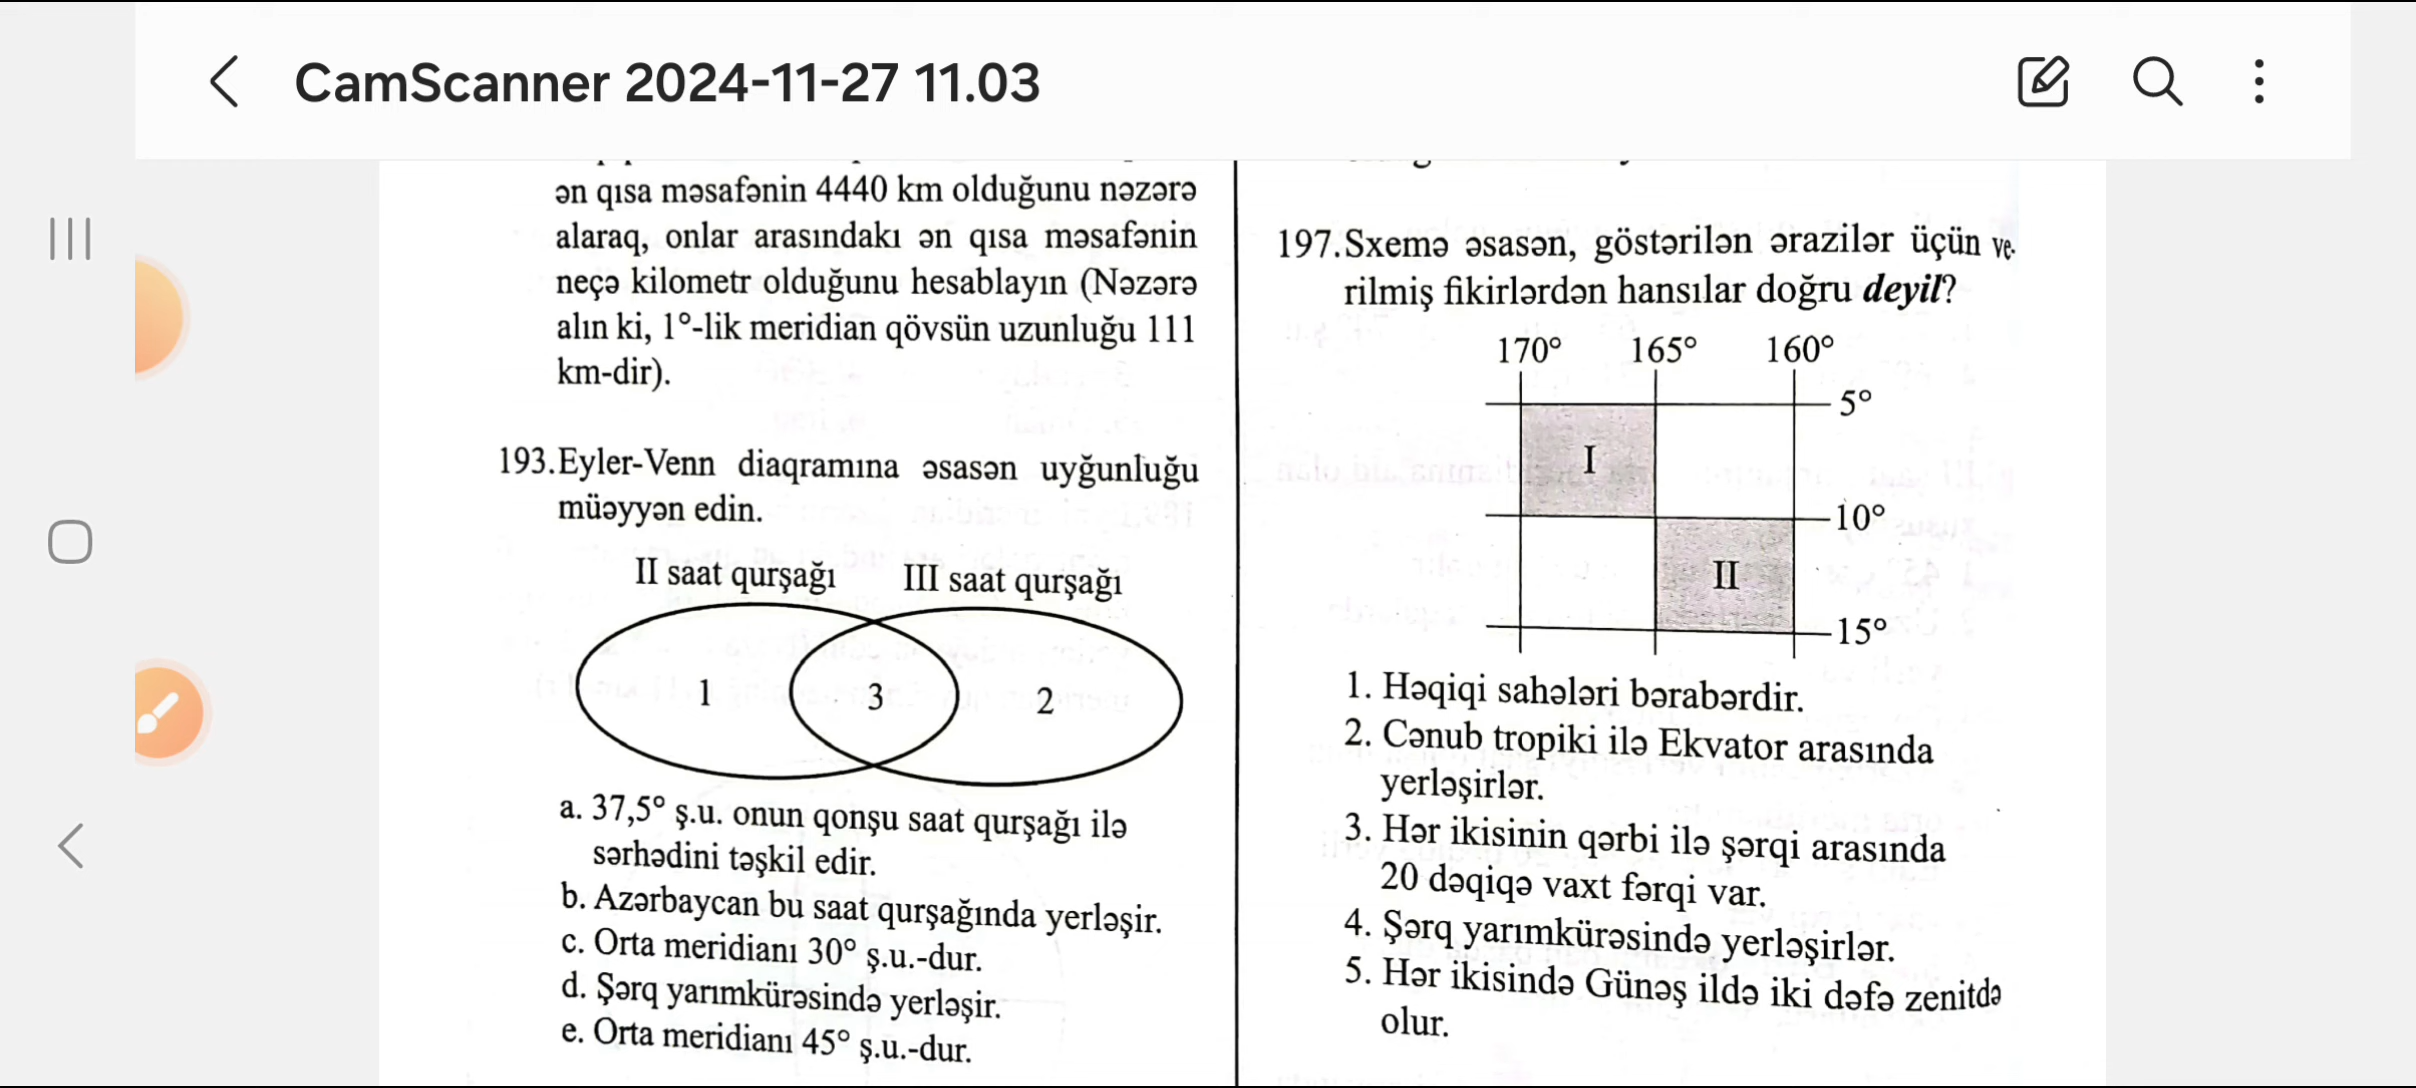 CamScanner 2024-11-27 11.03
ən qısa məsafənin 4440 km olduğunu nəzərə
alaraq, onlar arasındakı ən qısa məsafənin
neçə kilometr olduğunu hesablayın (Nəzərə
alın ki, 1°-lik meridian qövsün uzunluğu 111
km-dir).
193.Eyler-Venn diaqramına əsasən uyğunluğu
müəyyən edin.
II saat qurşağı III saat qurşağı
1 3 2
a. 37,5° ş.u. onun qonşu saat qurşağı ilə
sərhədini təşkil edir.
b. Azərbaycan bu saat qurşağında yerləşir.
c. Orta meridianı 30° ş.u.-dur.
d. Şərq yarımkürəsində yerləşir.
e. Orta meridianı 45° ş.u.-dur.
197.Sxemə əsasən, göstərilən ərazilər üçün ve-
rilmiş fikirlərdən hansılar doğru deyil?
170° 165° 160°
5°
I
10°
II
15°
1. Həqiqi sahələri bərabərdir.
2. Cənub tropiki ilə Ekvator arasında
yerləşirlər.
3. Hər ikisinin qərbi ilə şərqi arasında
20 dəqiqə vaxt fərqi var.
4. Şərq yarımkürəsində yerləşirlər.
5. Hər ikisində Günəş ildə iki dəfə zenitdə
olur.